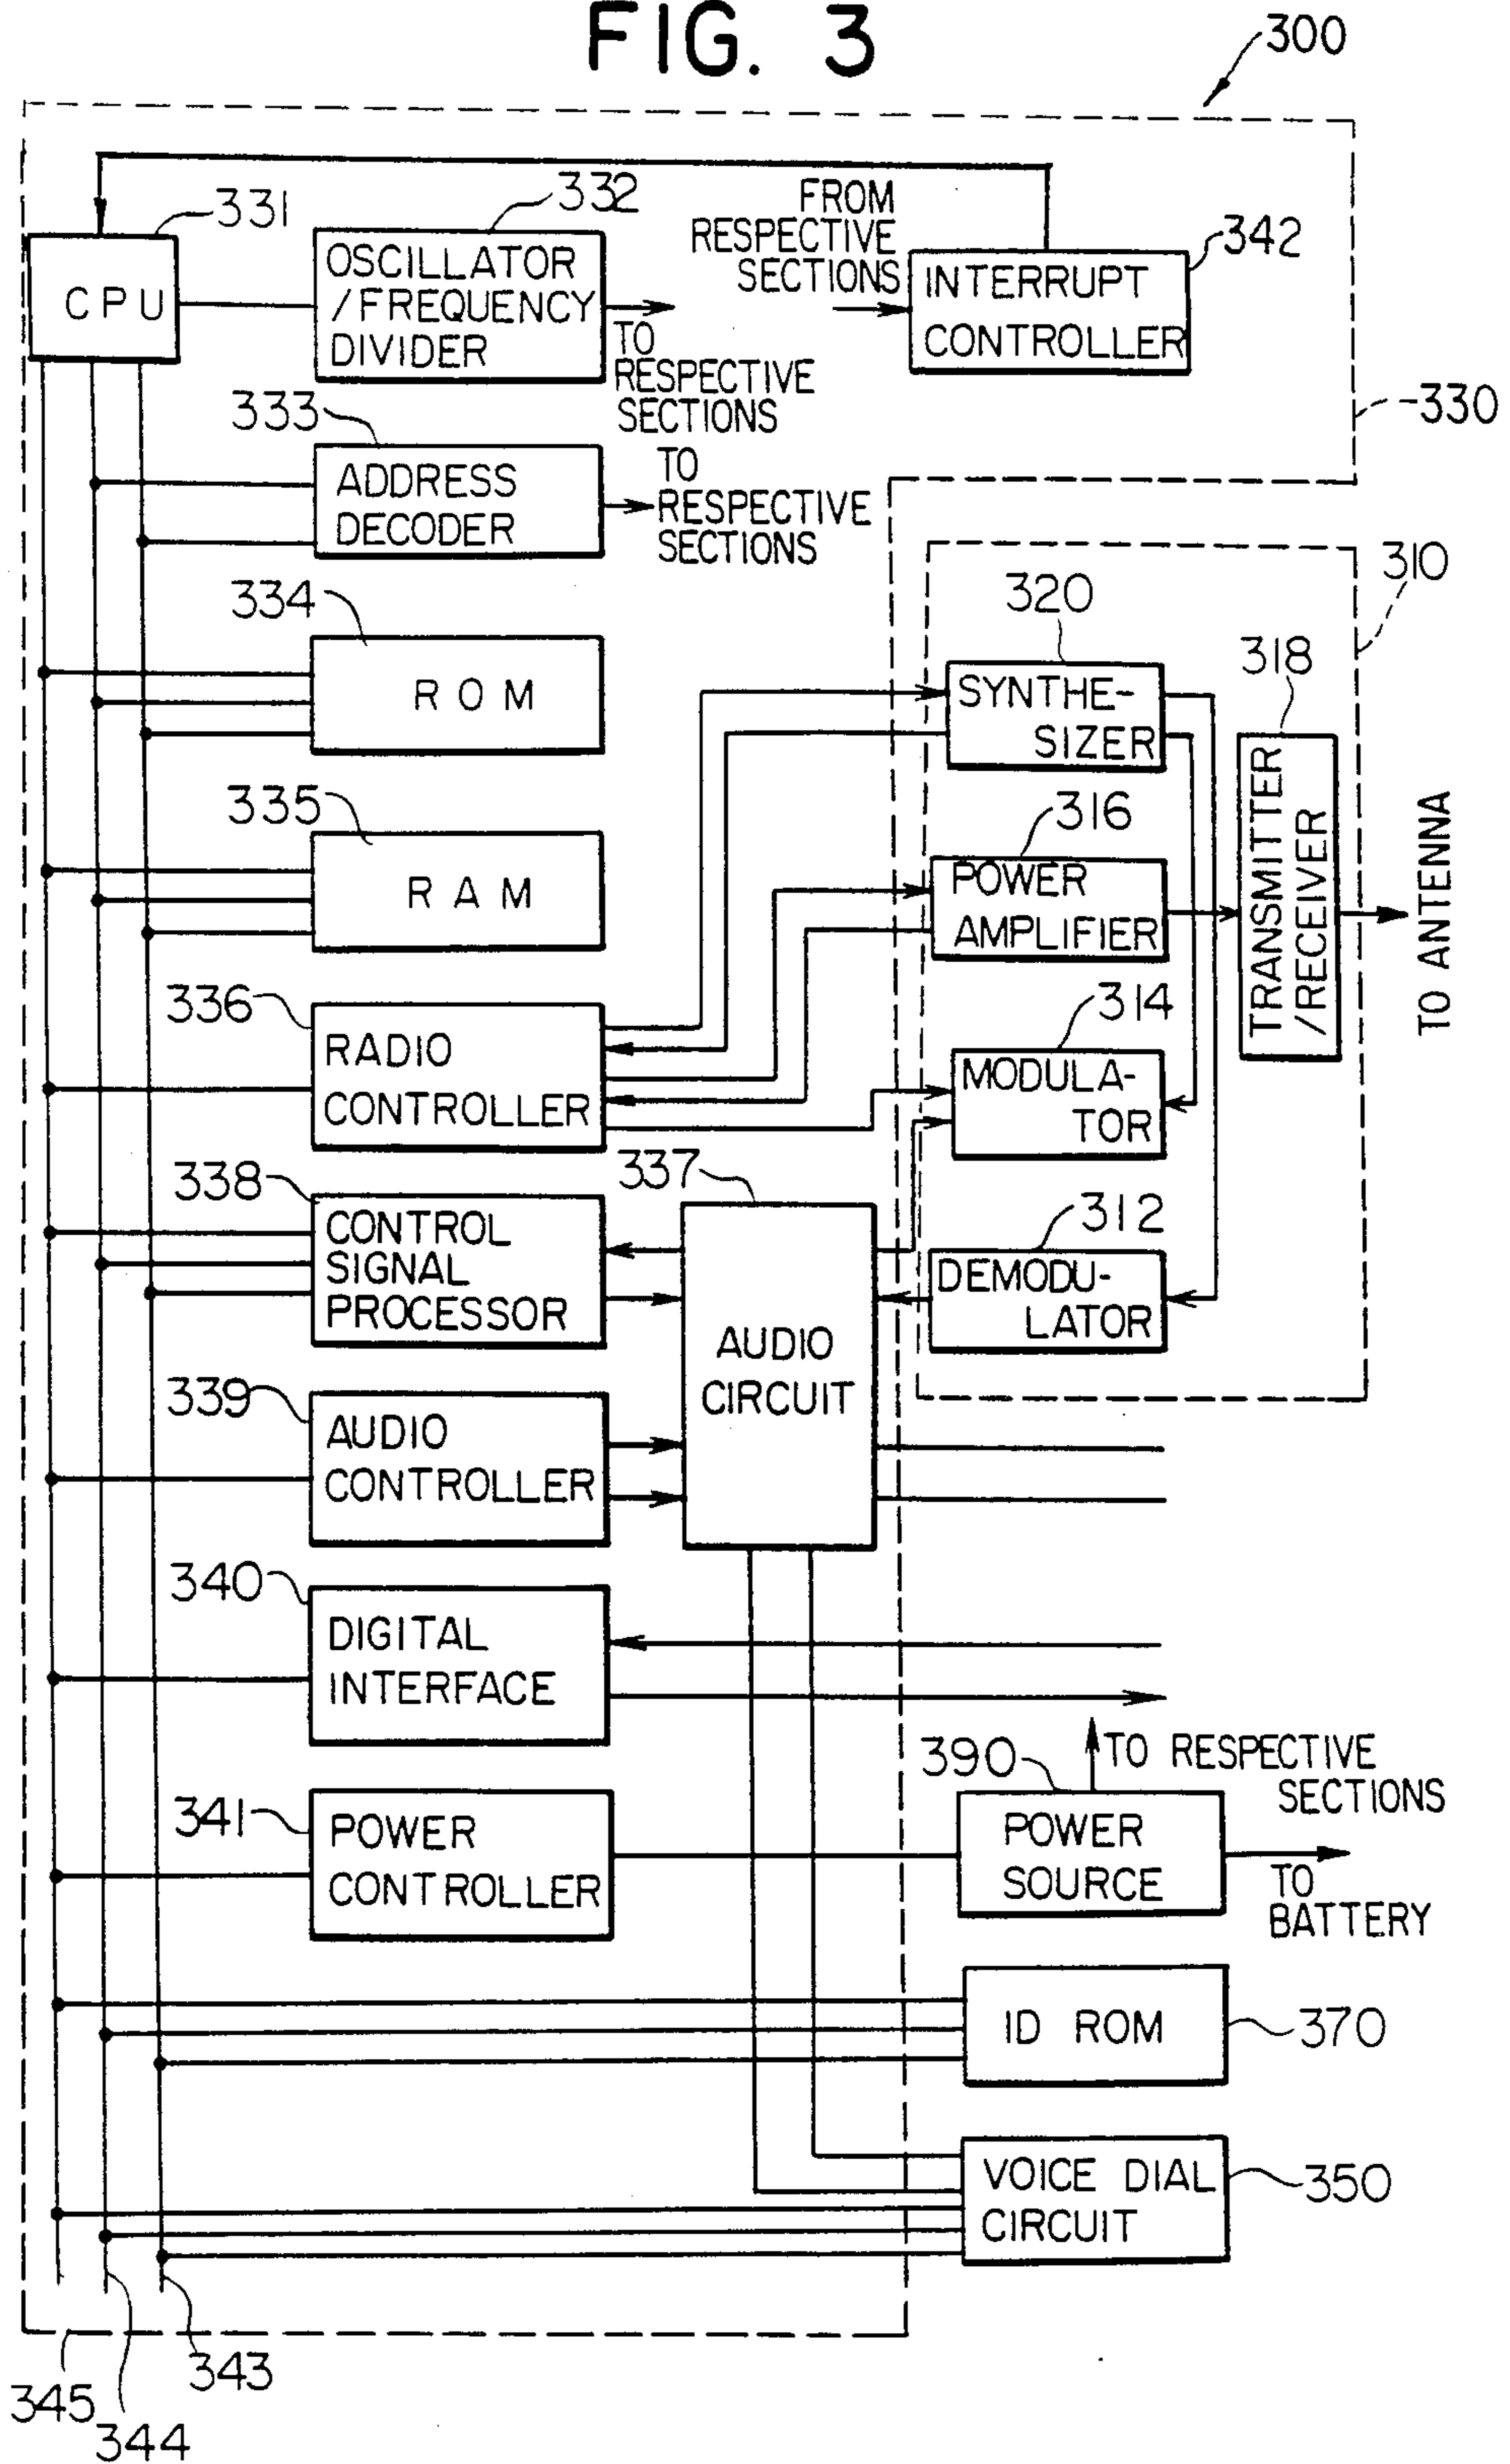 FIG. 3
300
331
CPU
332
OSCILLATOR
/FREQUENCY
DIVIDER
TO
RESPECTIVE
SECTIONS
FROM
RESPECTIVE
SECTIONS
342
INTERRUPT
CONTROLLER
330
333
ADDRESS
DECODER
TO
RESPECTIVE
SECTIONS
310
334
ROM
320
SYNTHE-
SIZER
318
TRANSMITTER
/RECEIVER
TO ANTENNA
335
RAM
316
POWER
AMPLIFIER
336
RADIO
CONTROLLER
314
MODULA-
TOR
338
CONTROL
SIGNAL
PROCESSOR
337
AUDIO
CIRCUIT
312
DEMODU-
LATOR
339
AUDIO
CONTROLLER
340
DIGITAL
INTERFACE
341
POWER
CONTROLLER
390
POWER
SOURCE
TO RESPECTIVE
SECTIONS
TO
BATTERY
ID ROM
370
VOICE DIAL
CIRCUIT
350
345
344
343